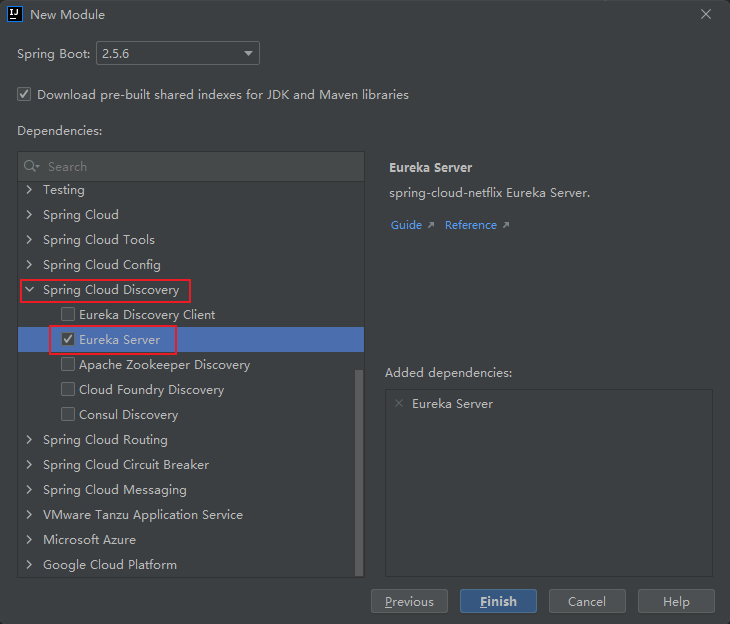 New Module
Spring Boot: 2.5.6
Download pre-built shared indexes for JDK and Maven libraries
Dependencies:
Search
Testing
Spring Cloud
Spring Cloud Tools
Spring Cloud Config
Spring Cloud Discovery
Eureka Discovery Client
Eureka Server
Apache Zookeeper Discovery
Cloud Foundry Discovery
Consul Discovery
Spring Cloud Routing
Spring Cloud Circuit Breaker
Spring Cloud Messaging
VMware Tanzu Application Service
Microsoft Azure
Google Cloud Platform
Eureka Server
spring-cloud-netflix Eureka Server.
Guide ↗ Reference ↗
Added dependencies:
Eureka Server
Previous Finish Cancel Help